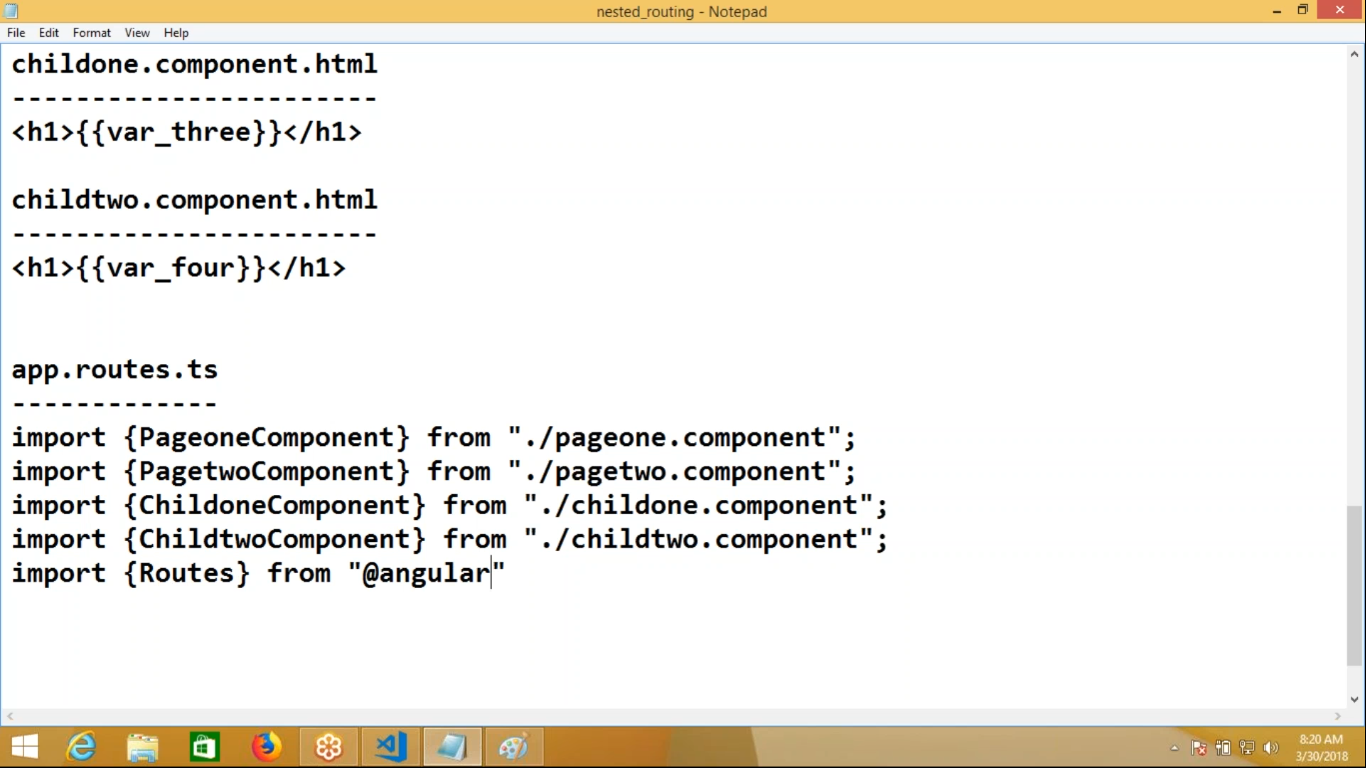 nested_routing - Notepad
File Edit Format View Help
childone.component.html
-----------------------
<h1>{{var_three}}</h1>
childtwo.component.html
-----------------------
<h1>{{var_four}}</h1>
app.routes.ts
-------------
import {PageoneComponent} from "./pageone.component";
import {PagetwoComponent} from "./pagetwo.component";
import {ChildoneComponent} from "./childone.component";
import {ChildtwoComponent} from "./childtwo.component";
import {Routes} from "@angular"
8:20 AM
3/30/2018